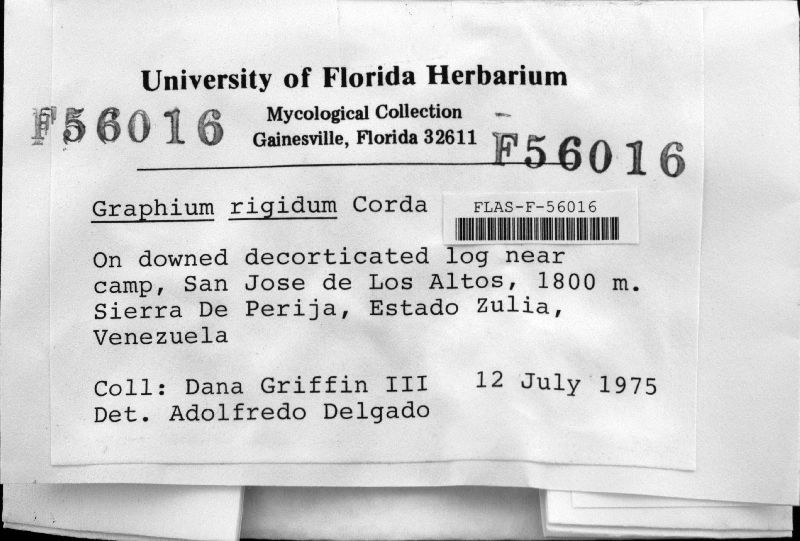 University of Florida Herbarium
Mycological Collection
Gainesville, Florida 32611
F56016
F56016
Graphium rigidum Corda
FLAS-F-56016
On downed decorticated log near
camp, San Jose de Los Altos, 1800 m.
Sierra De Perija, Estado Zulia,
Venezuela
Coll: Dana Griffin III 12 July 1975
Det. Adolfredo Delgado